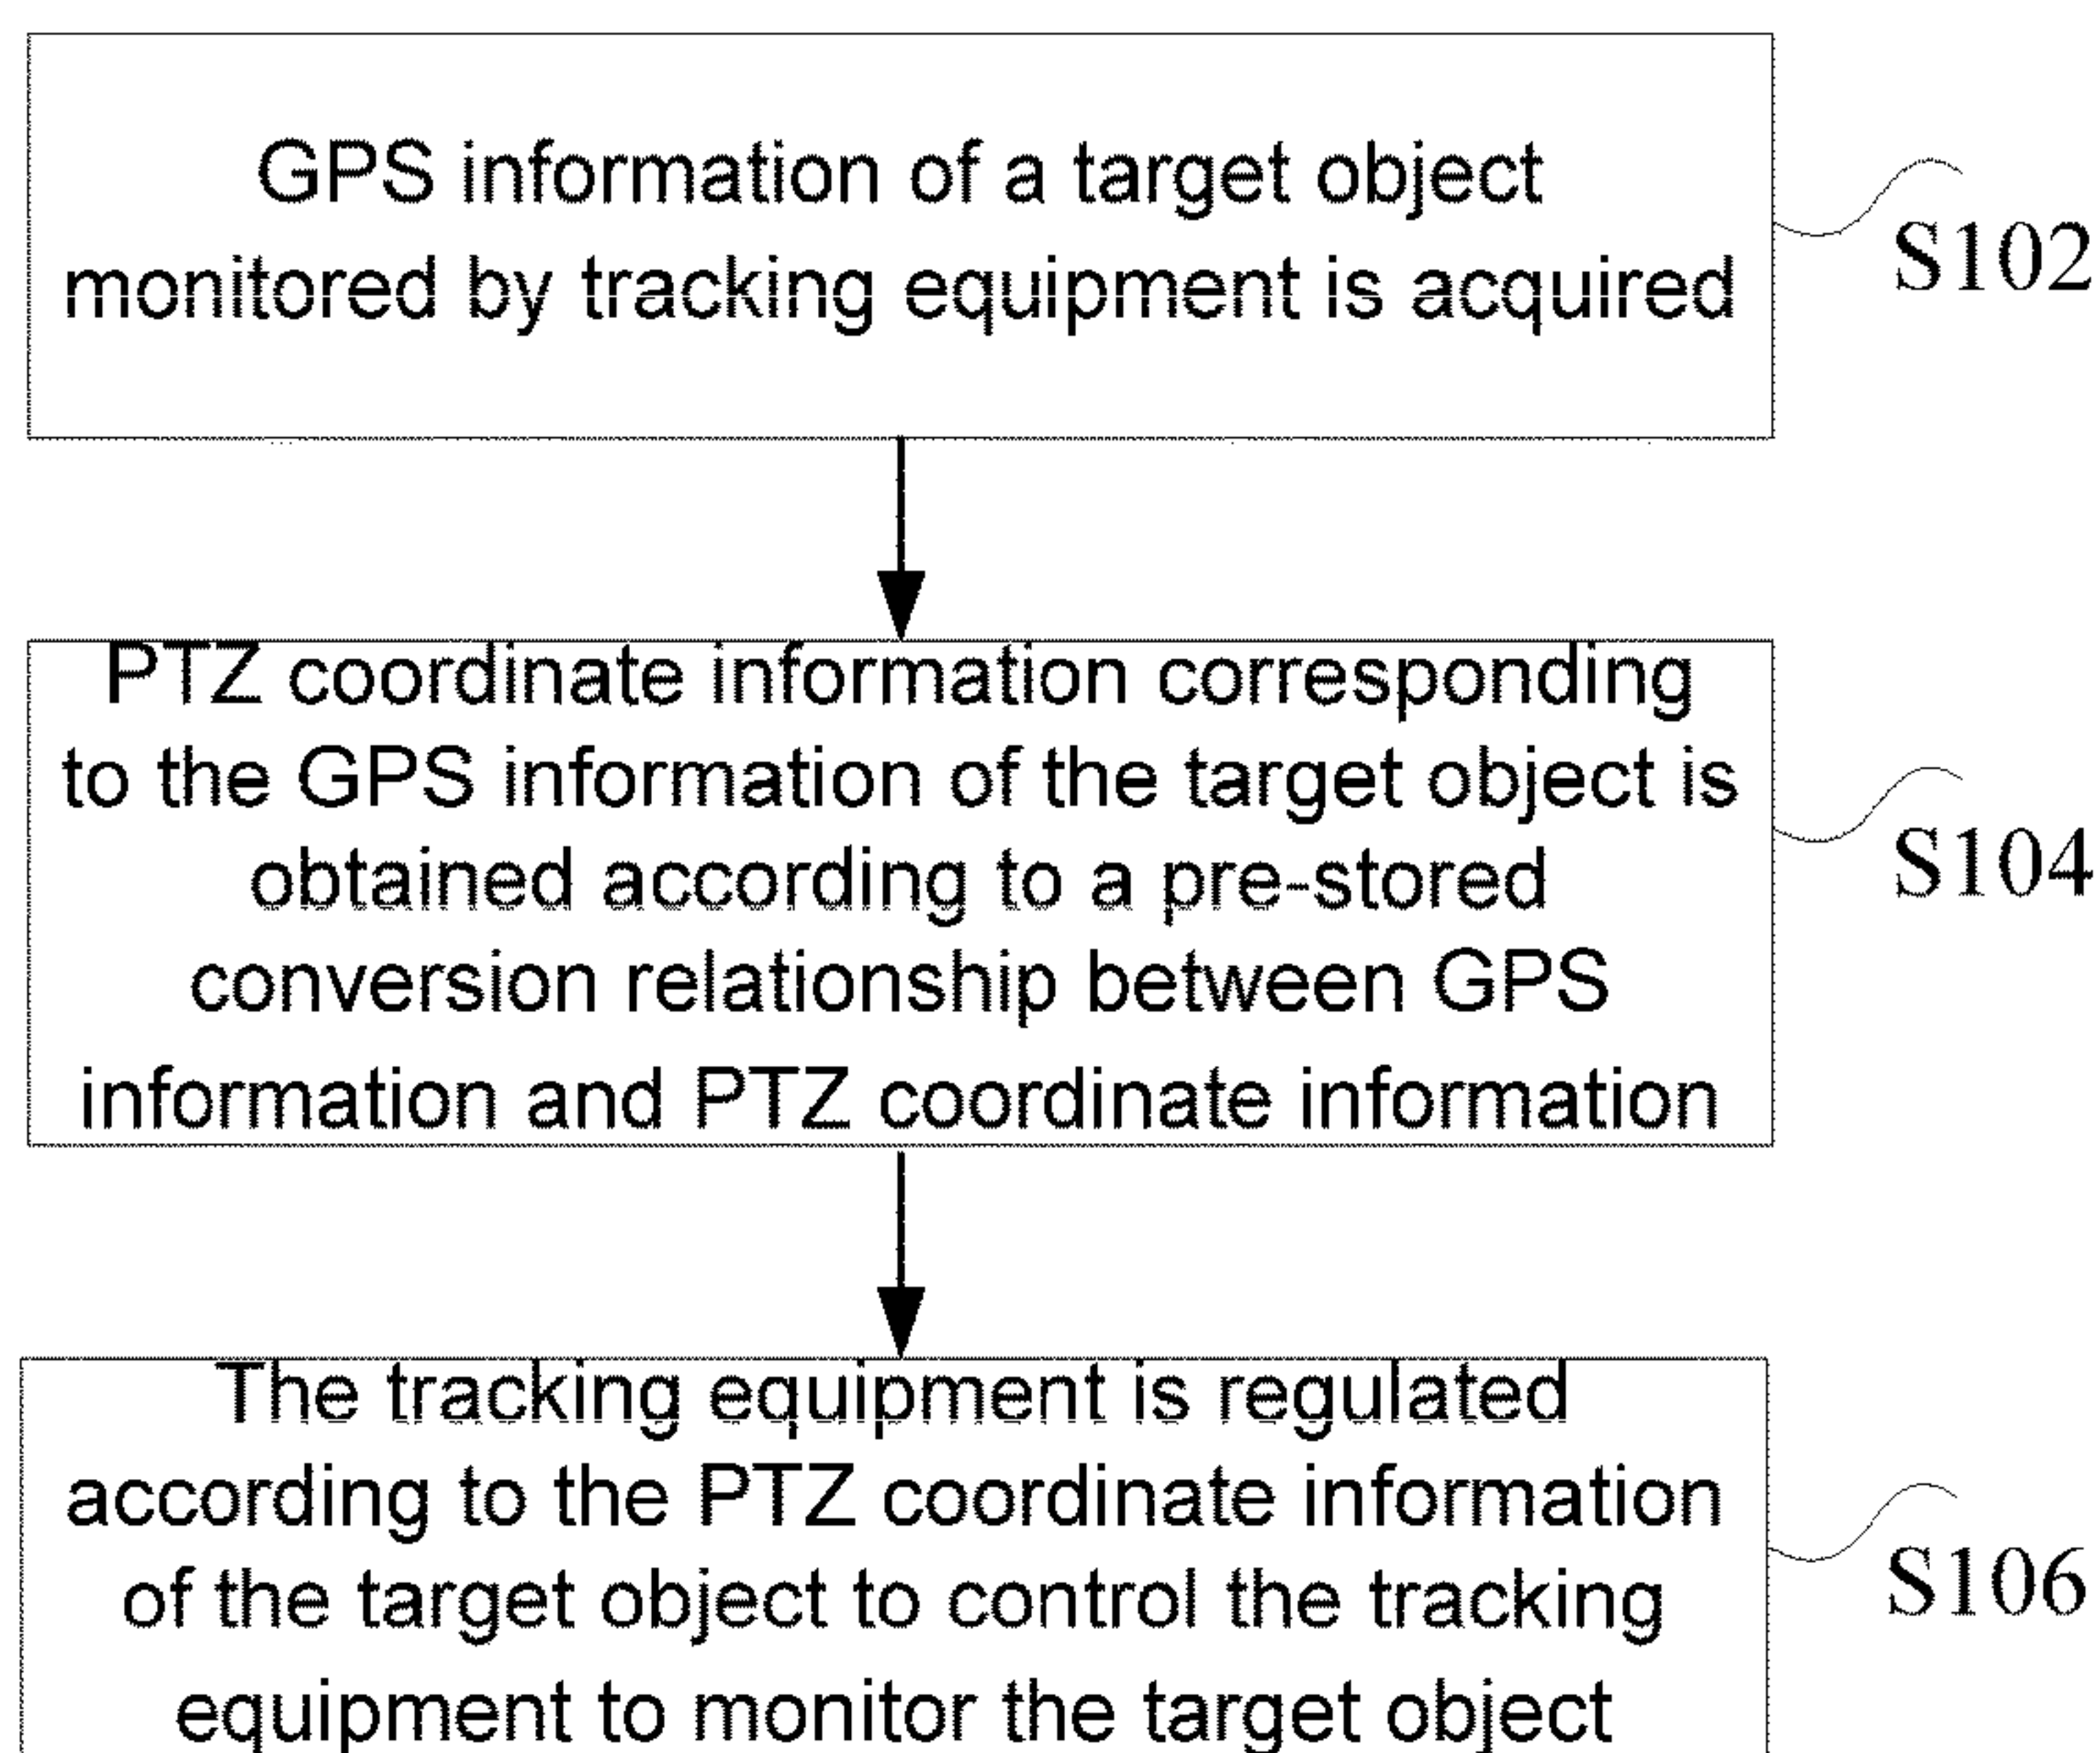 GPS information of a target object
monitored by tracking equipment is acquired
S102
PTZ coordinate information corresponding
to the GPS information of the target object is
obtained according to a pre-stored
conversion relationship between GPS
information and PTZ coordinate information
S104
The tracking equipment is regulated
according to the PTZ coordinate information
of the target object to control the tracking
equipment to monitor the target object
S106